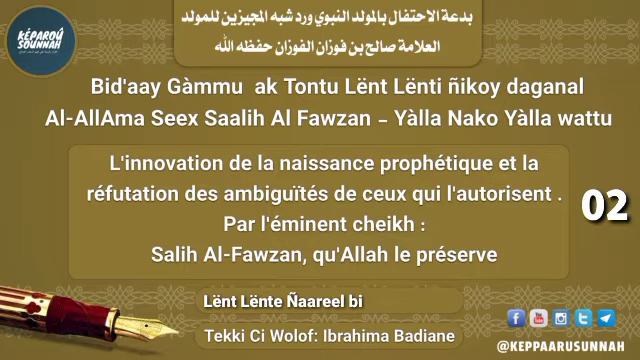 بدعة الاحتفال بالمولد النبوي ورد شبه المجيزين للمولد
العلامة صالح بن فوزان الفوزان حفظه الله
KÉPAROÚ
SOUNNAH
Bid'aay Gàmmu ak Tontu Lënt Lënti ñikoy daganal
Al-AllAma Seex Saalih Al Fawzan – Yàlla Nako Yàlla wattu
L'innovation de la naissance prophétique et la
réfutation des ambiguïtés de ceux qui l'autorisent .
Par l'éminent cheikh :
Salih Al-Fawzan, qu'Allah le préserve
02
Lënt Lënte Ñaareel bi
Tekki Ci Wolof: Ibrahima Badiane
@KEPPAARUSUNNAH